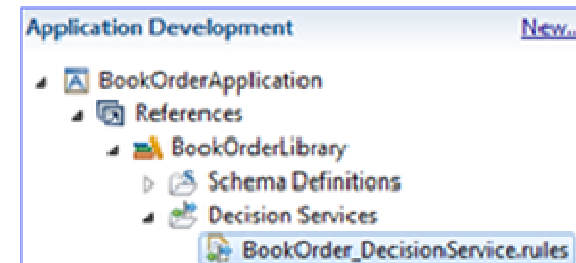 Application Development New...
BookOrderApplication
References
BookOrderLibrary
Schema Definitions
Decision Services
BookOrder_DecisionService.rules